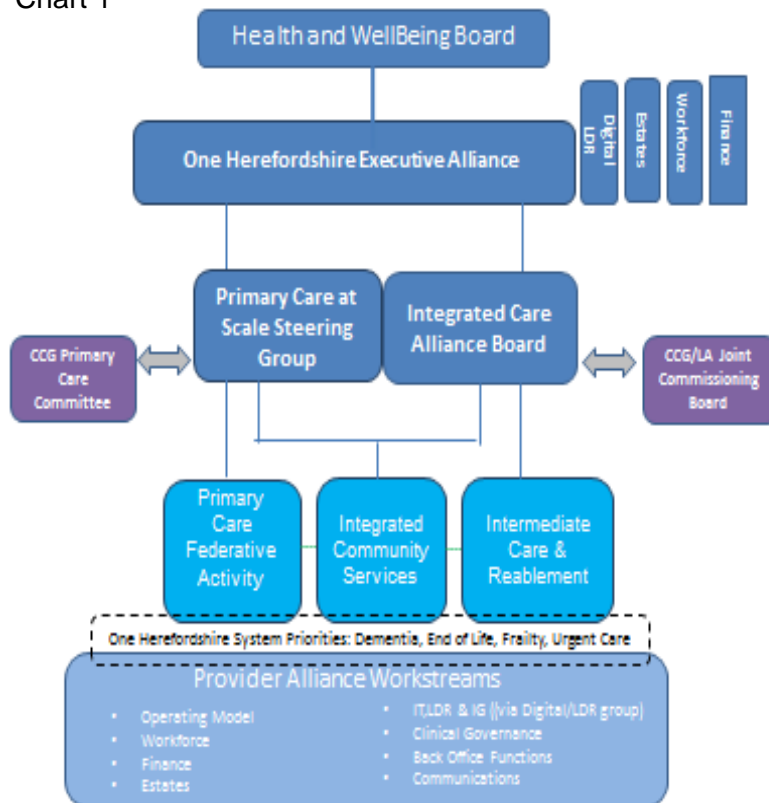 Chart 1
Health and WellBeing Board
One Herefordshire Executive Alliance
Digital
LDR
Estates
Workforce
Finance
Primary Care at
Scale Steering
Group
Integrated Care
Alliance Board
CCG Primary
Care
Committee
CCG/LA Joint
Commissioning
Board
Primary
Care
Federative
Activity
Integrated
Community
Services
Intermediate
Care &
Reablement
One Herefordshire System Priorities: Dementia, End of Life, Frailty, Urgent Care
Provider Alliance Workstreams
• Operating Model
• Workforce
• Finance
• Estates
• IT,LDR & IG ((via Digital/LDR group)
• Clinical Governance
• Back Office Functions
• Communications